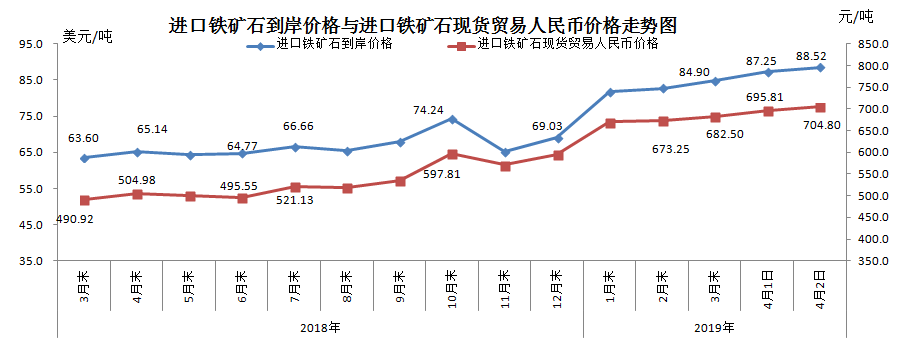 进口铁矿石到岸价格与进口铁矿石现货贸易人民币价格走势图
美元/吨
元/吨
进口铁矿石到岸价格
进口铁矿石现货贸易人民币价格
95.0
85.0
75.0
65.0
55.0
45.0
35.0
850.0
800.0
750.0
700.0
650.0
600.0
550.0
500.0
450.0
400.0
350.0
63.60
65.14
64.77
66.66
74.24
69.03
84.90
87.25
88.52
490.92
504.98
495.55
521.13
597.81
673.25
682.50
695.81
704.80
3月末
4月末
5月末
6月末
7月末
8月末
9月末
10月末
11月末
12月末
1月末
2月末
3月末
4月1日
4月2日
2018年
2019年